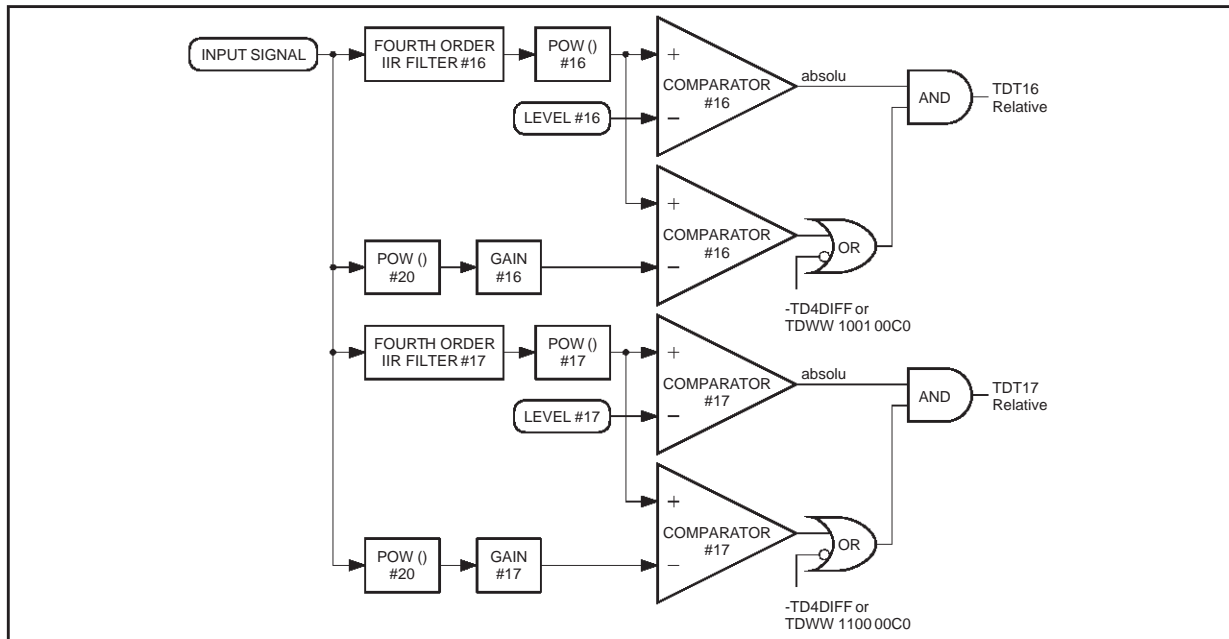 INPUT SIGNAL
FOURTH ORDER
IIR FILTER #16
POW ()
#16
+
COMPARATOR
#16
−
LEVEL #16
absolu
AND
TDT16
Relative
+
COMPARATOR
#16
−
OR
POW ()
#20
GAIN
#16
-TD4DIFF or
TDWW 1001 00C0
FOURTH ORDER
IIR FILTER #17
POW ()
#17
+
COMPARATOR
#17
−
LEVEL #17
absolu
AND
TDT17
Relative
+
COMPARATOR
#17
−
OR
POW ()
#20
GAIN
#17
-TD4DIFF or
TDWW 1100 00C0